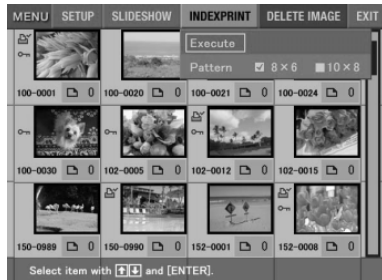 MENU SETUP SLIDESHOW INDEXPRINT DELETE IMAGE EXIT
Execute
Pattern 8×6 10×8
100-0001 0 100-0020 0 100-0021 0 100-0024 0
100-0030 0 102-0005 0 102-0012 0 102-0015 0
150-0989 0 150-0990 0 152-0001 0 152-0008 0
Select item with ↑↓ and [ENTER].